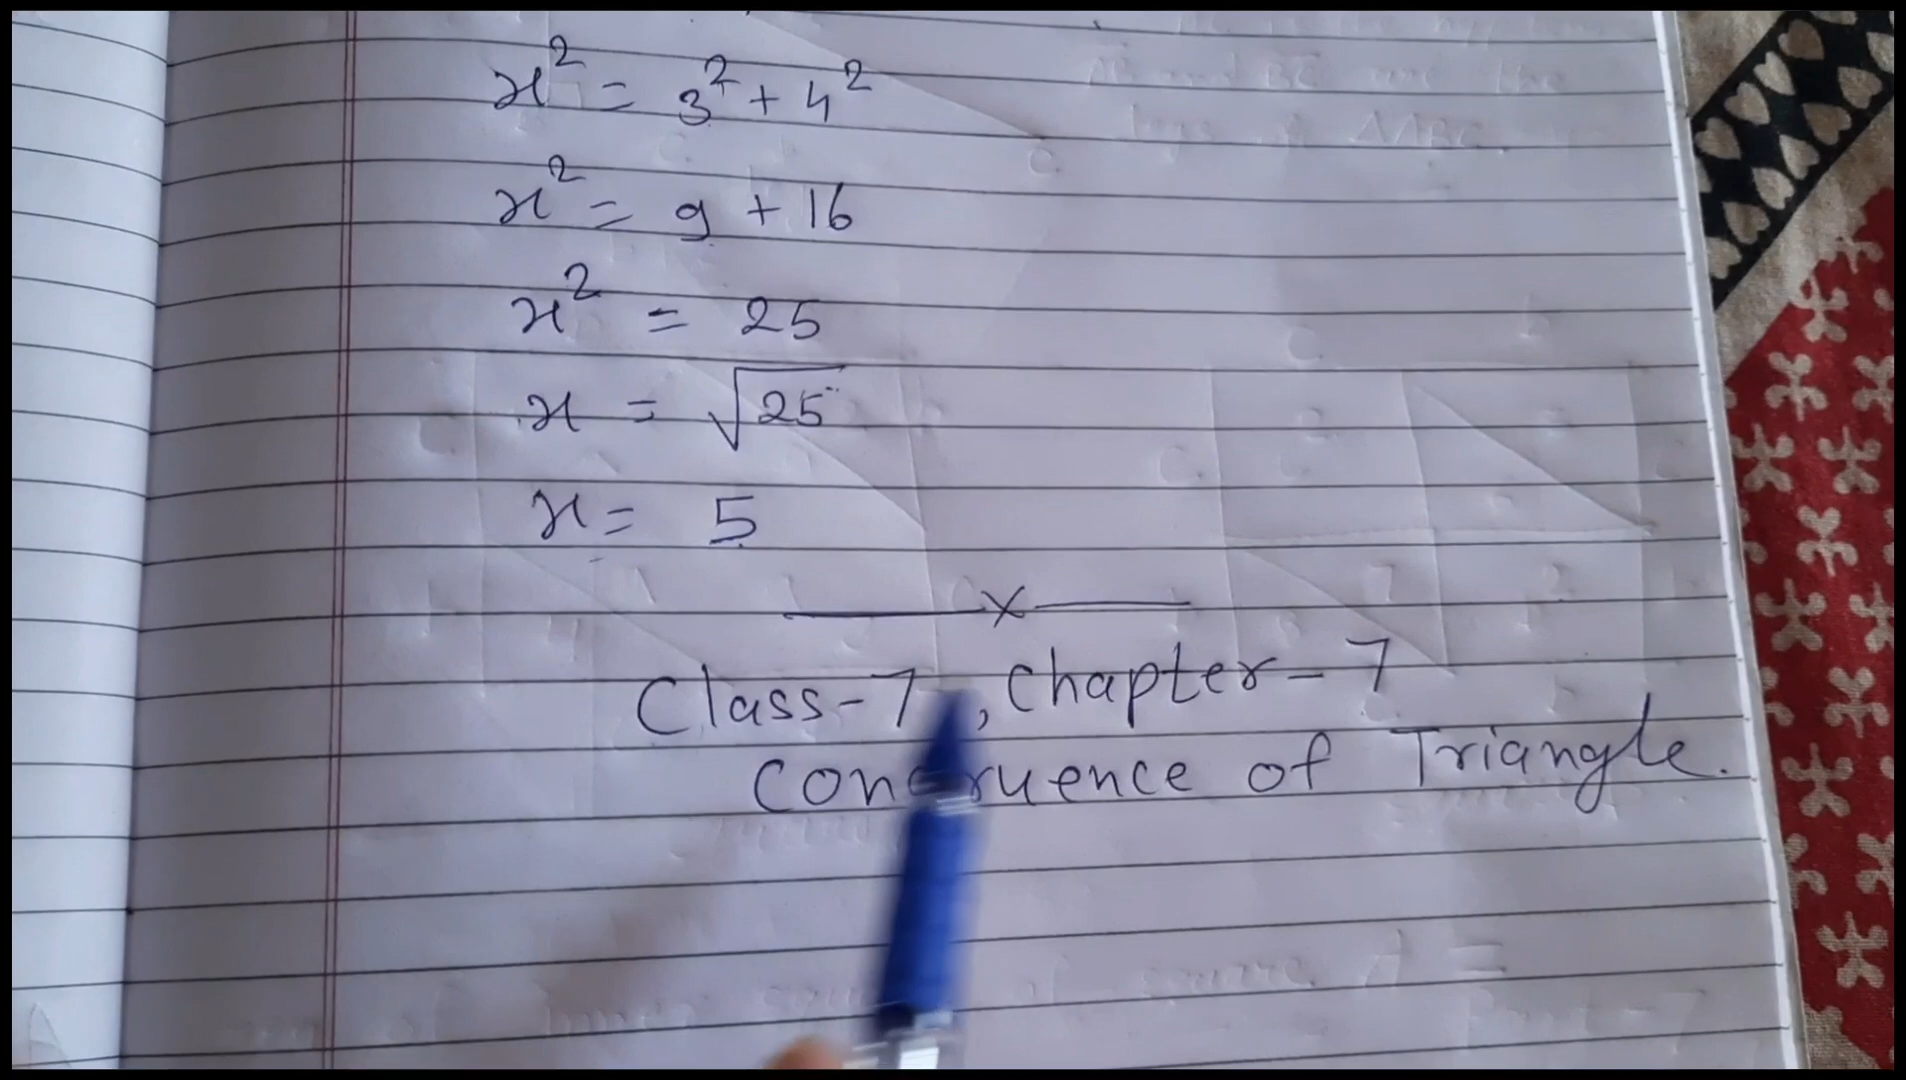 x² = 3² + 4²
x² = 9 + 16
x² = 25
x = √25
x = 5
—x—
Class-7, Chapter-7
Congruence of Triangle.